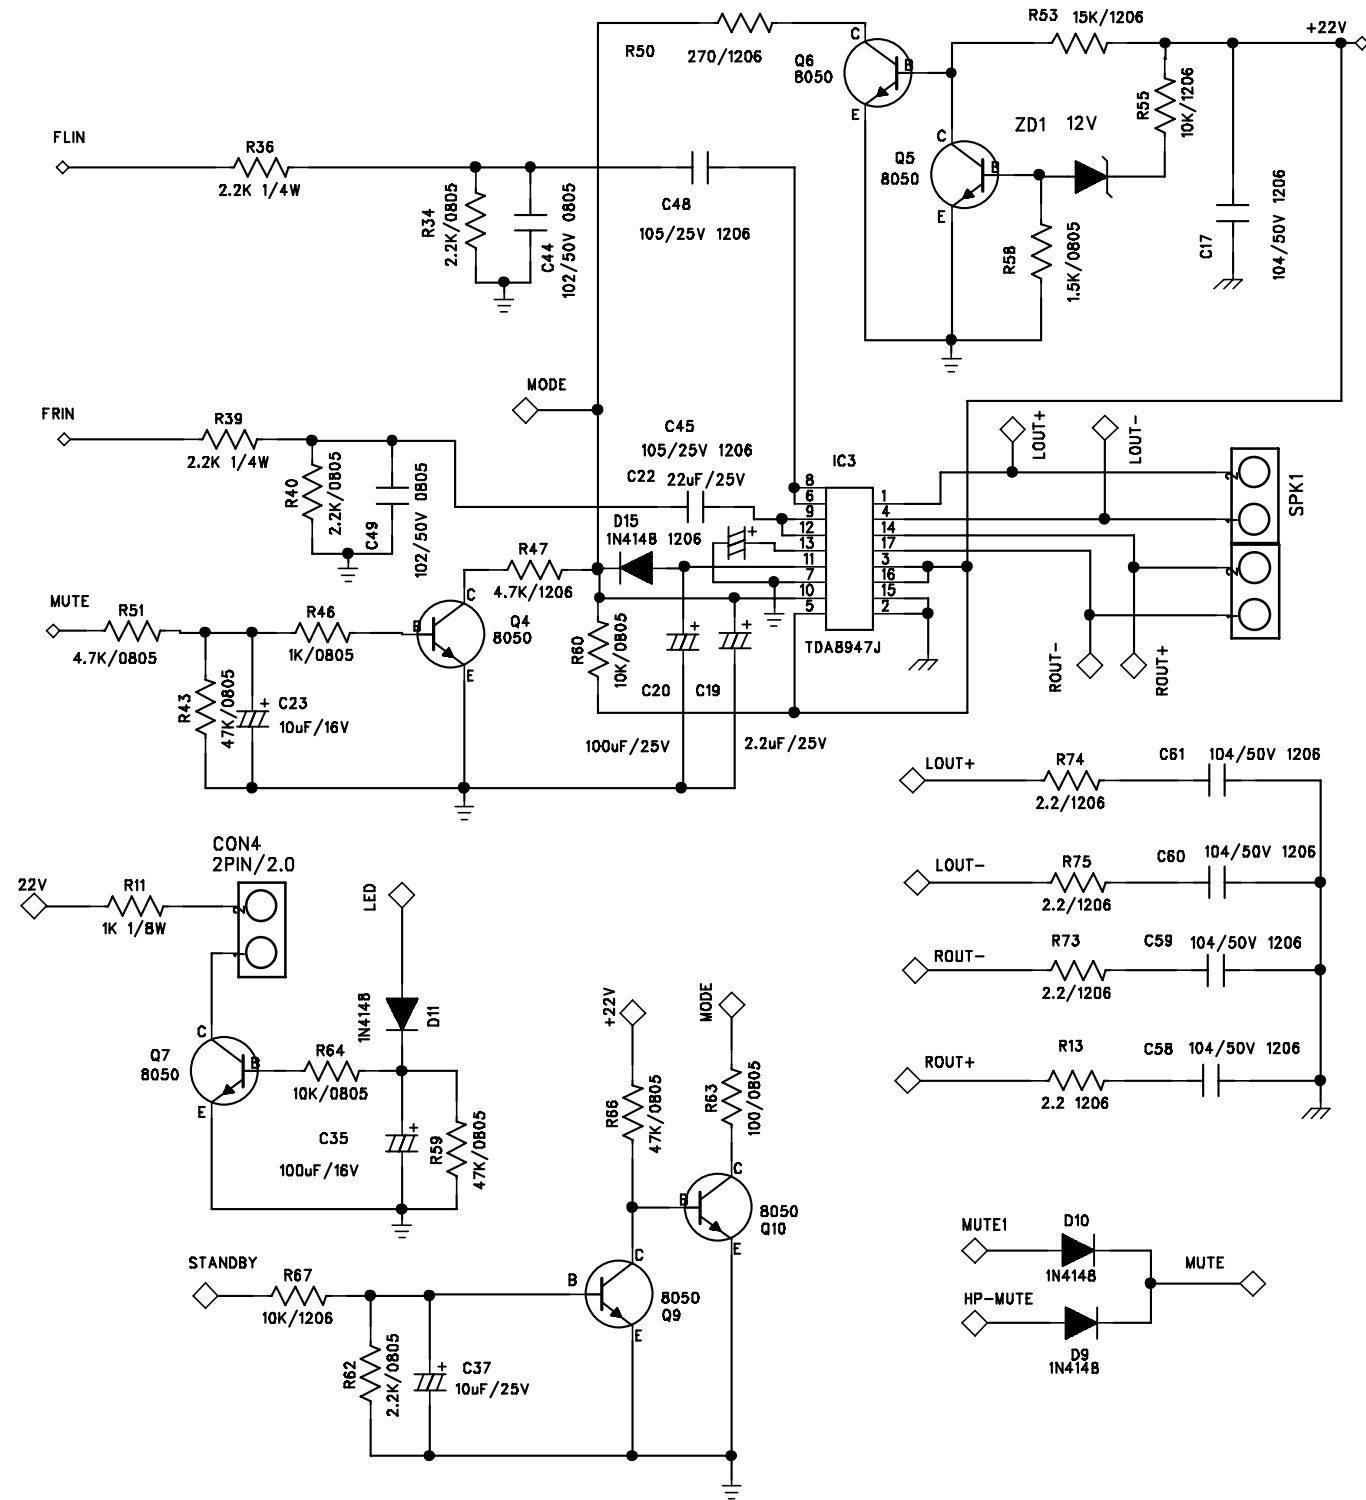 R53 15K/1206
+22V
R50 270/1206
C
Q6
8050
B
E
R55
10K/1206
ZD1 12V
FLIN
R36
2.2K 1/4W
C
Q5
8050
B
E
R34
2.2K/0805
C44
102/50V 0805
C48
105/25V 1206
R58
1.5K/0805
C17
104/50V 1206
MODE
FRIN
R39
2.2K 1/4W
R40
2.2K/0805
C49
102/50V 0805
C45
105/25V 1206
C22 22uF/25V
IC3
8
6
9
12
13
11
7
10
5
1
4
14
17
3
16
15
2
TDA8947J
LOUT+
LOUT-
SPK1
2
2
D15
1N4148 1206
+
R47
4.7K/1206
MUTE
R51
4.7K/0805
R46
1K/0805
C
B
E
Q4
8050
R60
10K/0805
+
+
C20 C19
100uF/25V
2.2uF/25V
ROUT-
ROUT+
R43
47K/0805
+
C23
10uF/16V
LOUT+
R74
2.2/1206
C61 104/50V 1206
LOUT-
R75
2.2/1206
C60 104/50V 1206
ROUT-
R73
2.2/1206
C59 104/50V 1206
ROUT+
R13
2.2 1206
C58 104/50V 1206
CON4
2PIN/2.0
22V
R11
1K 1/8W
2
LED
1N4148
D11
C
Q7
8050
B
E
R64
10K/0805
+
C35
100uF/16V
R59
47K/0805
+22V
MODE
R66
47K/0805
R63
100/0805
C
B
E
8050
Q10
STANDBY
R67
10K/1206
C
B
E
8050
Q9
R62
2.2K/0805
+
C37
10uF/25V
MUTE1
D10
1N4148
MUTE
HP-MUTE
D9
1N4148